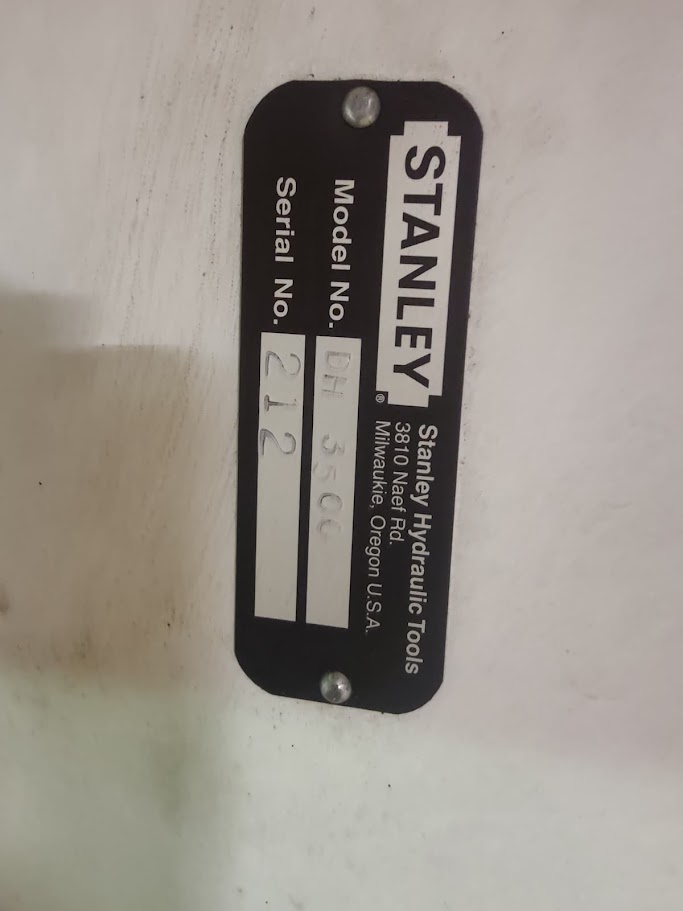 STANLEY®
Stanley Hydraulic Tools
3810 Naef Rd.
Milwaukie, Oregon U.S.A.
Model No. DH 3500
Serial No. 212